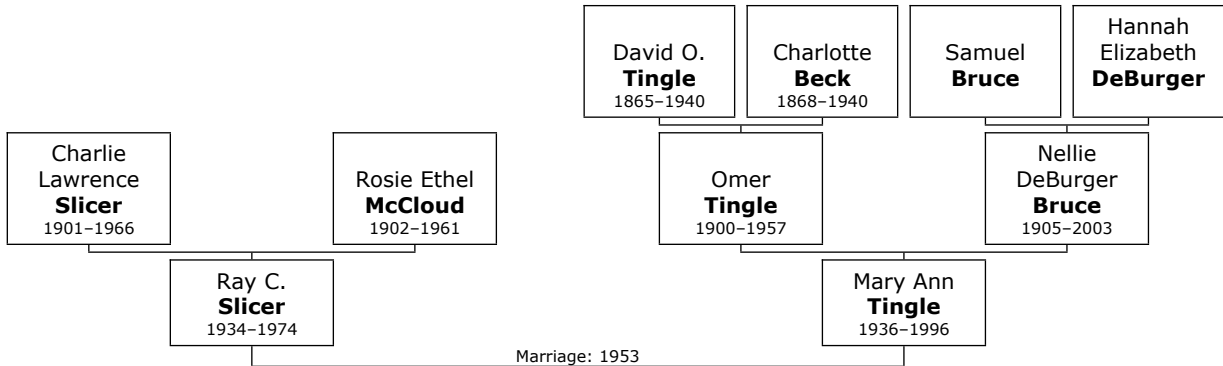 David O.
Tingle
1865–1940
Charlotte
Beck
1868–1940
Samuel
Bruce
Hannah
Elizabeth
DeBurger
Charlie
Lawrence
Slicer
1901–1966
Rosie Ethel
McCloud
1902–1961
Omer
Tingle
1900–1957
Nellie
DeBurger
Bruce
1905–2003
Ray C.
Slicer
1934–1974
Mary Ann
Tingle
1936–1996
Marriage: 1953